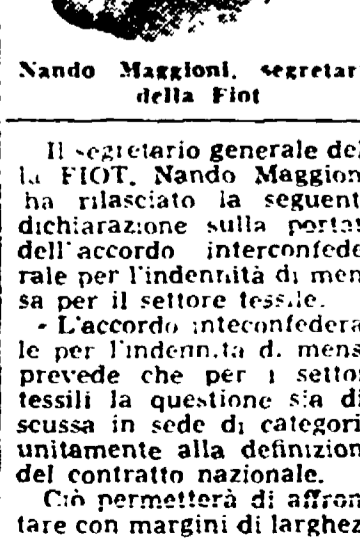 Nando Maggioni, segretari
della Fiot
Il segretario generale del
la FIOT. Nando Maggion
ha rilasciato la seguent
dichiarazione sulla portat
dell'accordo interconfede
rale per l'indennità di men
sa per il settore tessile.
- L'accordo inteconfedera
le per l'indennità di mens
prevede che per i settor
tessili la questione sia di
scussa in sede di categori
unitamente alla definizion
del contratto nazionale.
Ciò permetterà di affron
tare con margini di larghez